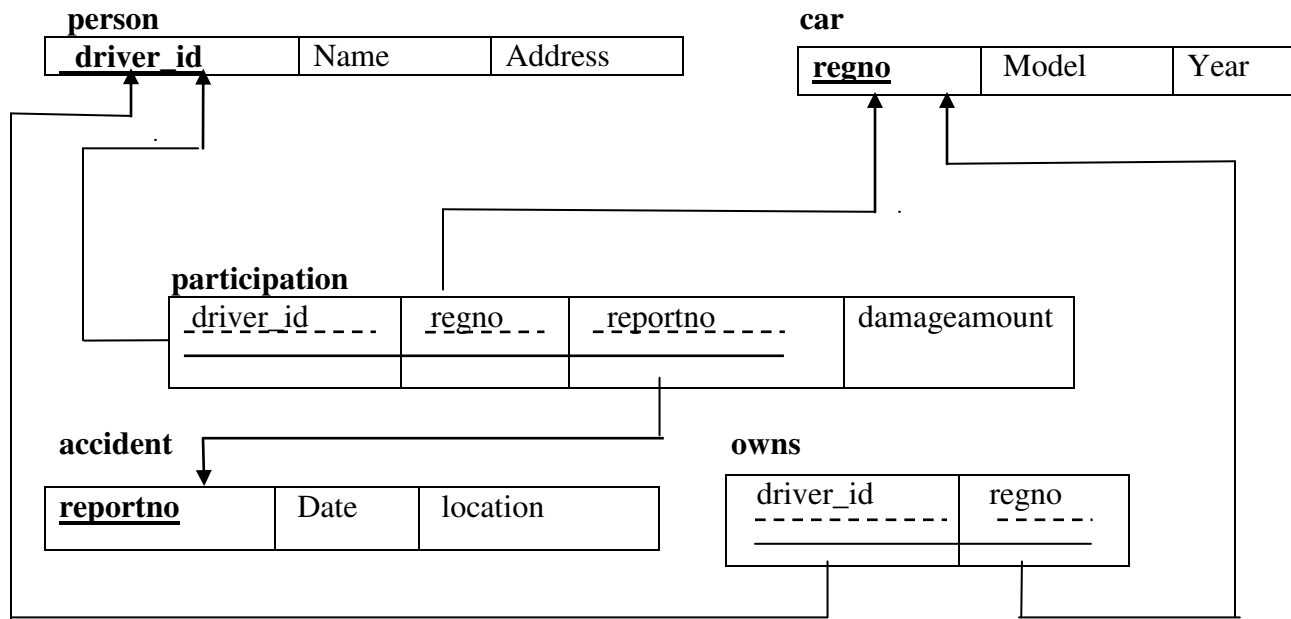 person
driver_id Name Address
car
regno Model Year
participation
driver_id regno reportno damageamount
accident
reportno Date location
owns
driver_id regno